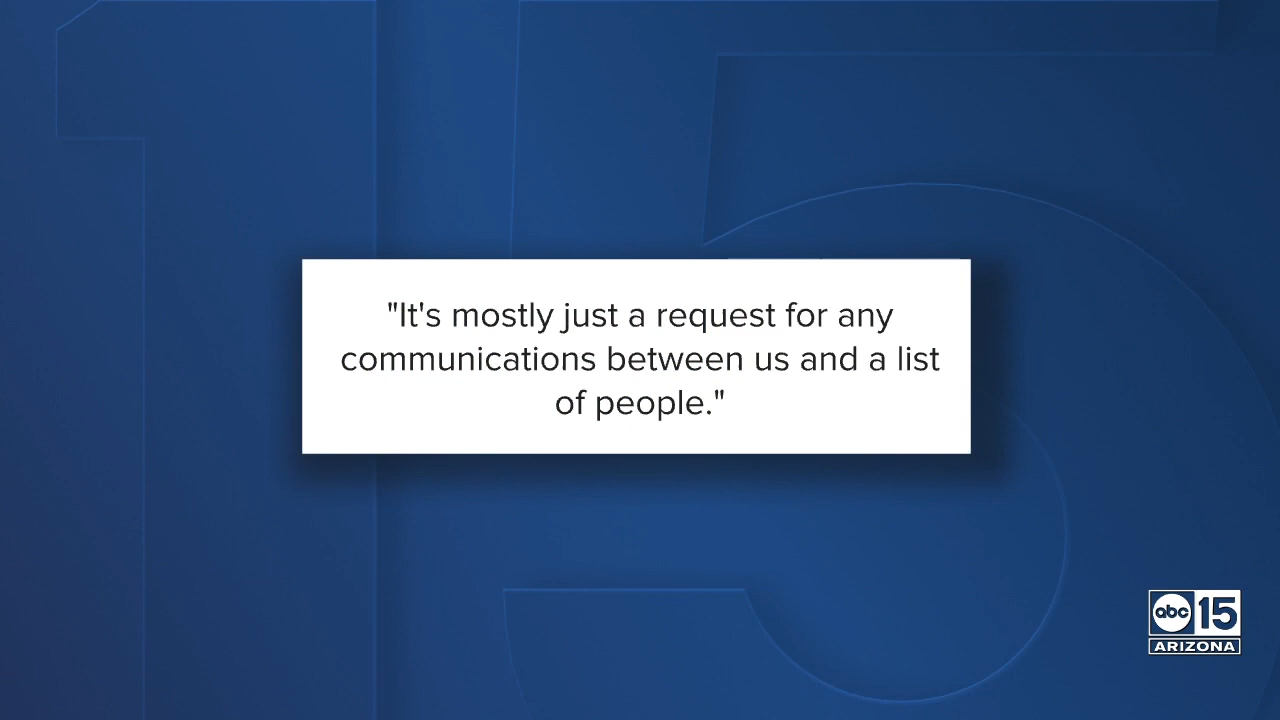 "It's mostly just a request for any
communications between us and a list
of people."
abc 15
ARIZONA